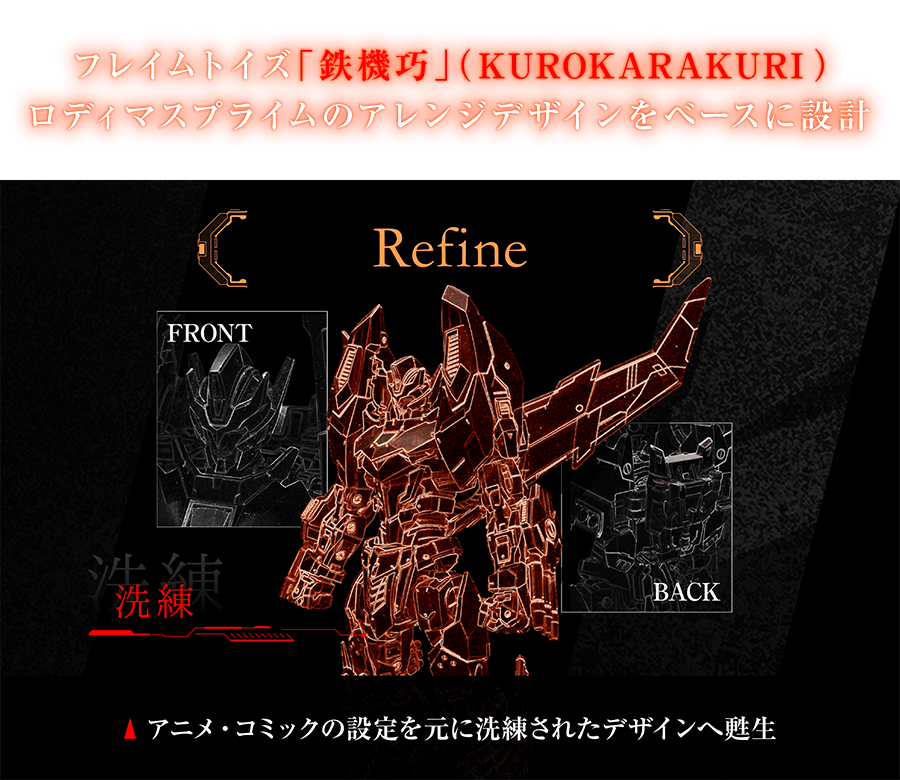 フレイムトイズ「鉄機巧」(KUROKARAKURI)
ロディマスプライムのアレンジデザインをベースに設計
Refine
FRONT
BACK
洗練
洗練
アニメ・コミックの設定を元に洗練されたデザインへ甦生